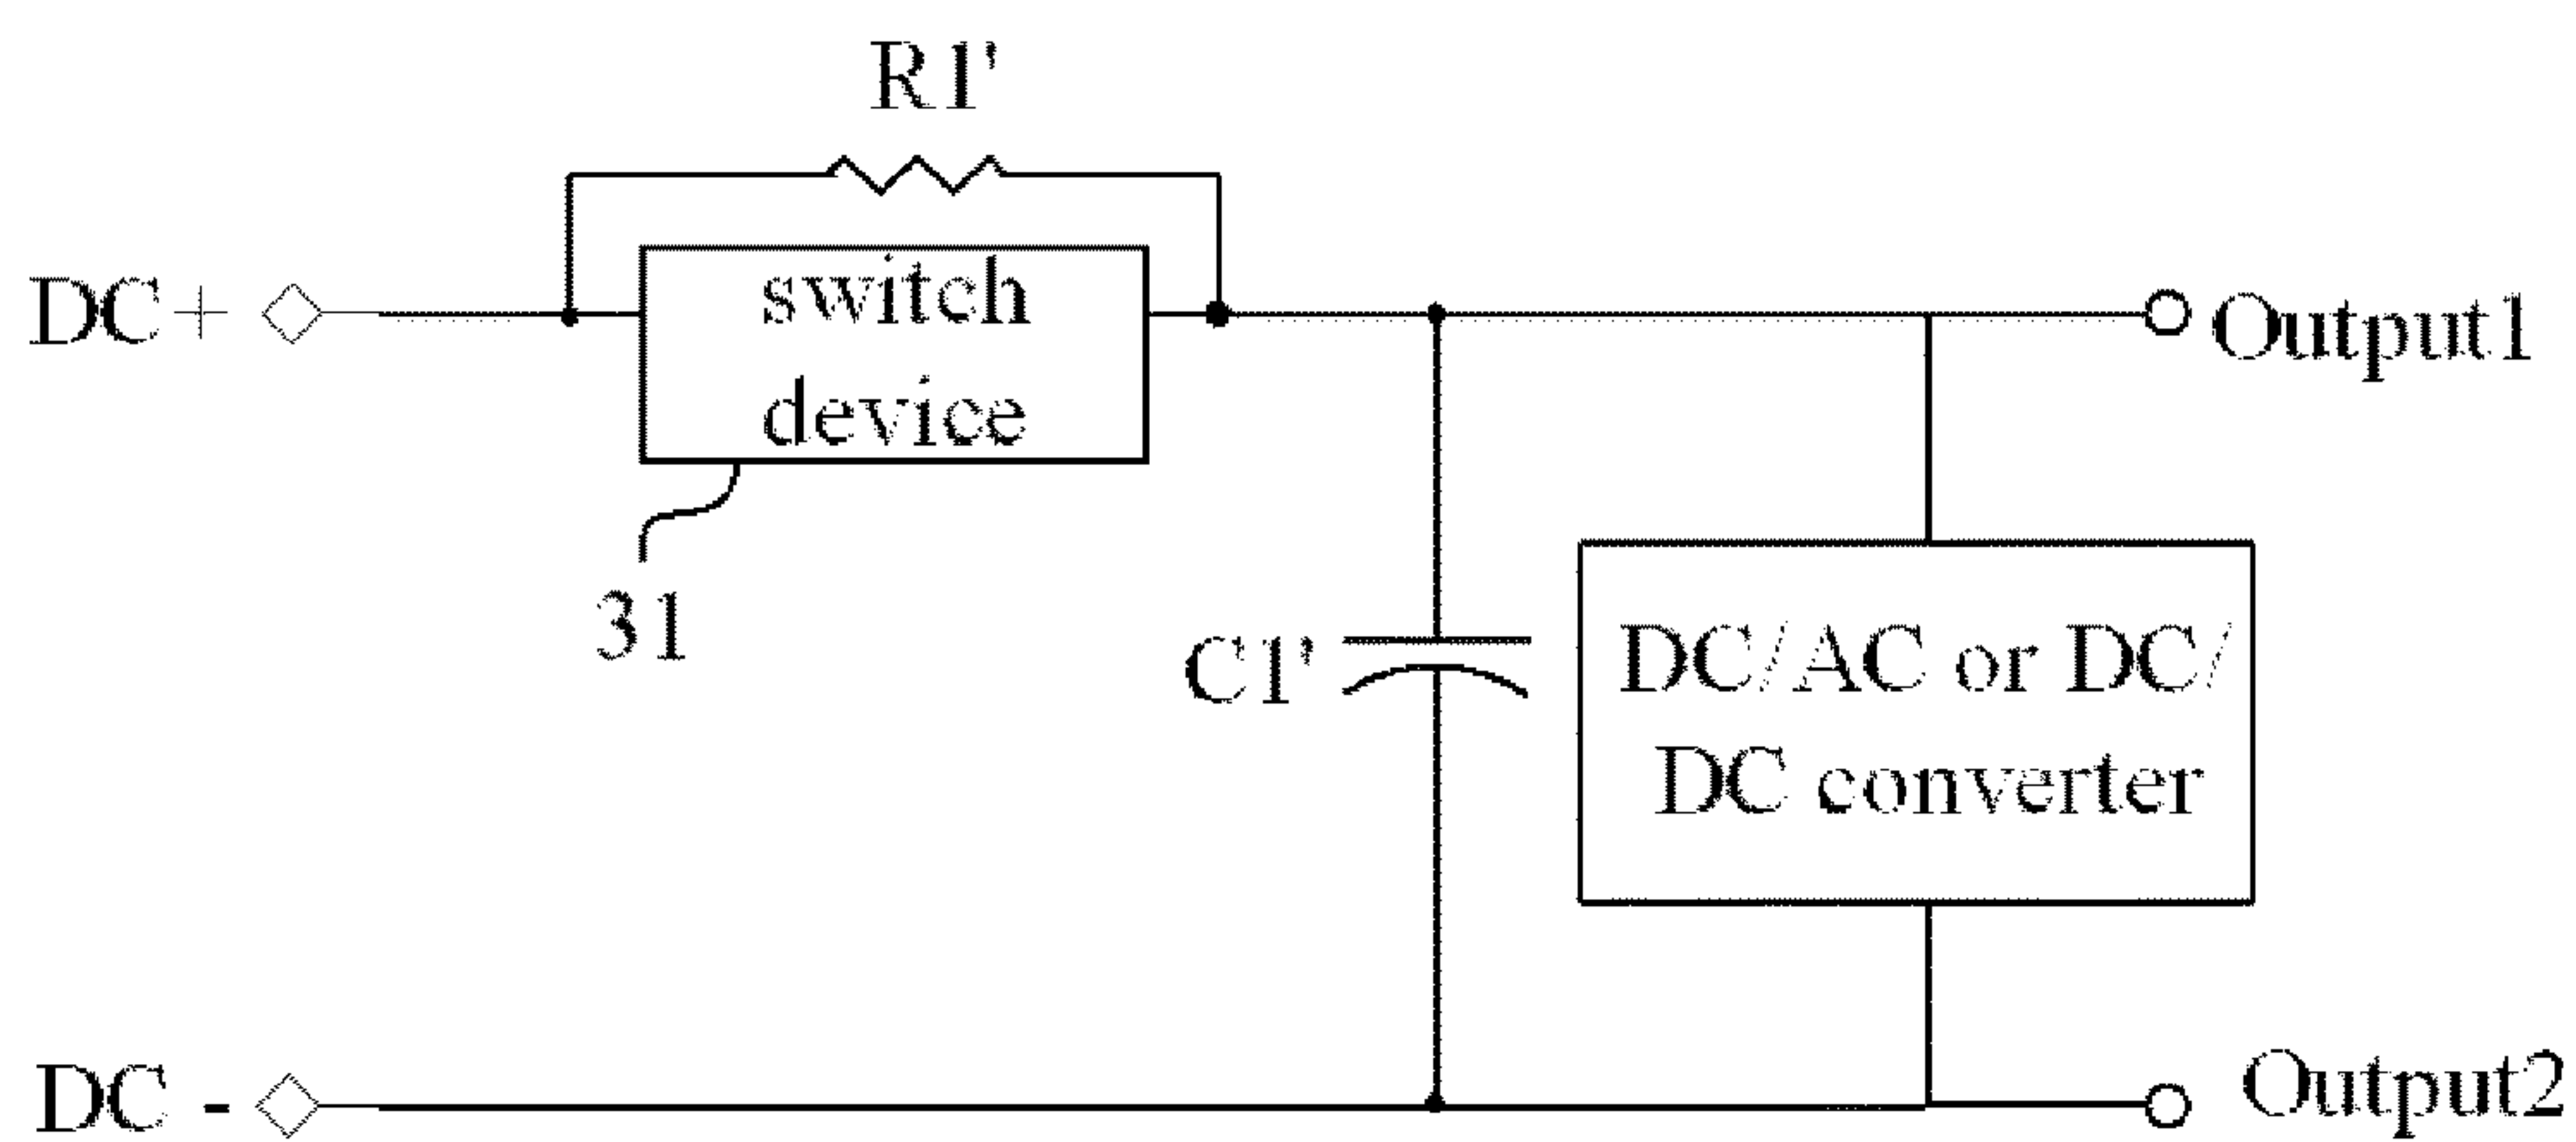 R1'
DC+
switch
device
Output1
31
C1'
DC/AC or DC/
DC converter
DC -
Output2